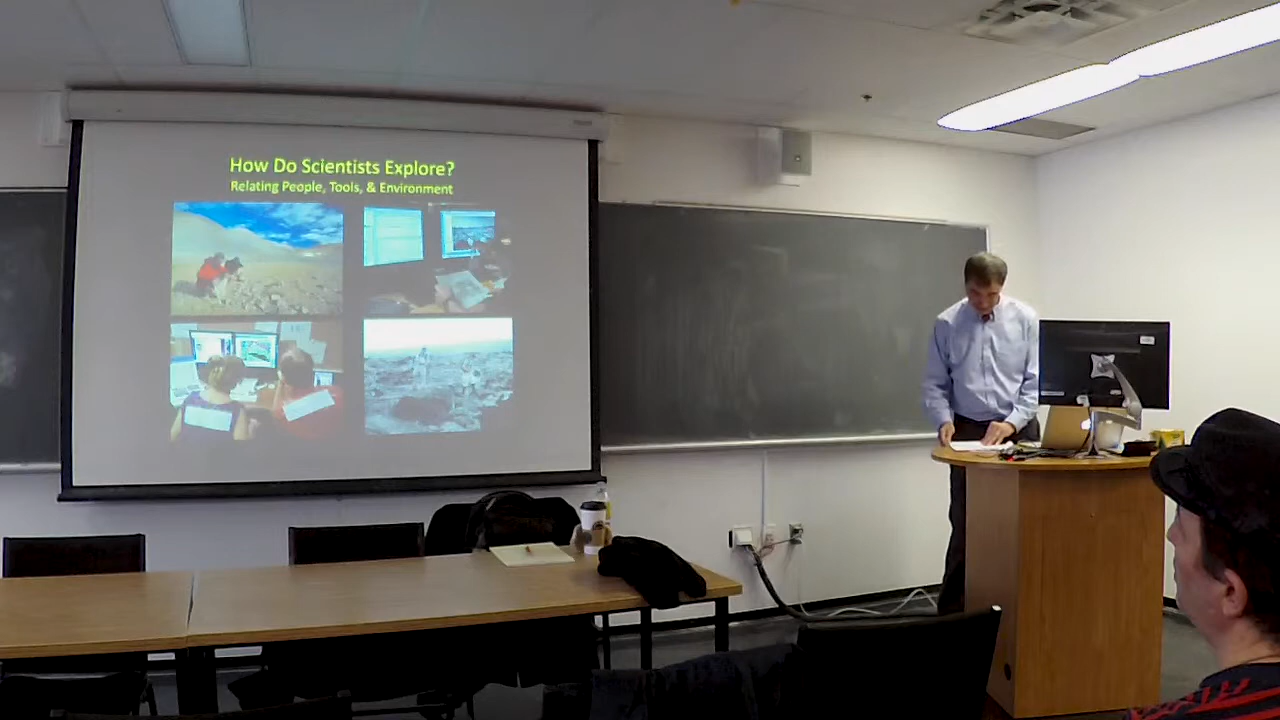 How Do Scientists Explore?
Relating People, Tools, & Environment